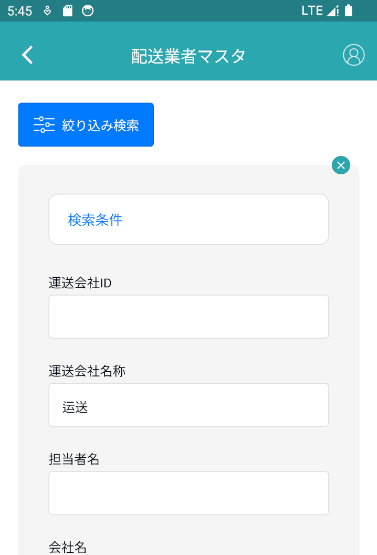 5:45 LTE
配送業者マスタ
絞り込み検索
検索条件
運送会社ID
運送会社名称
运送
担当者名
会社名